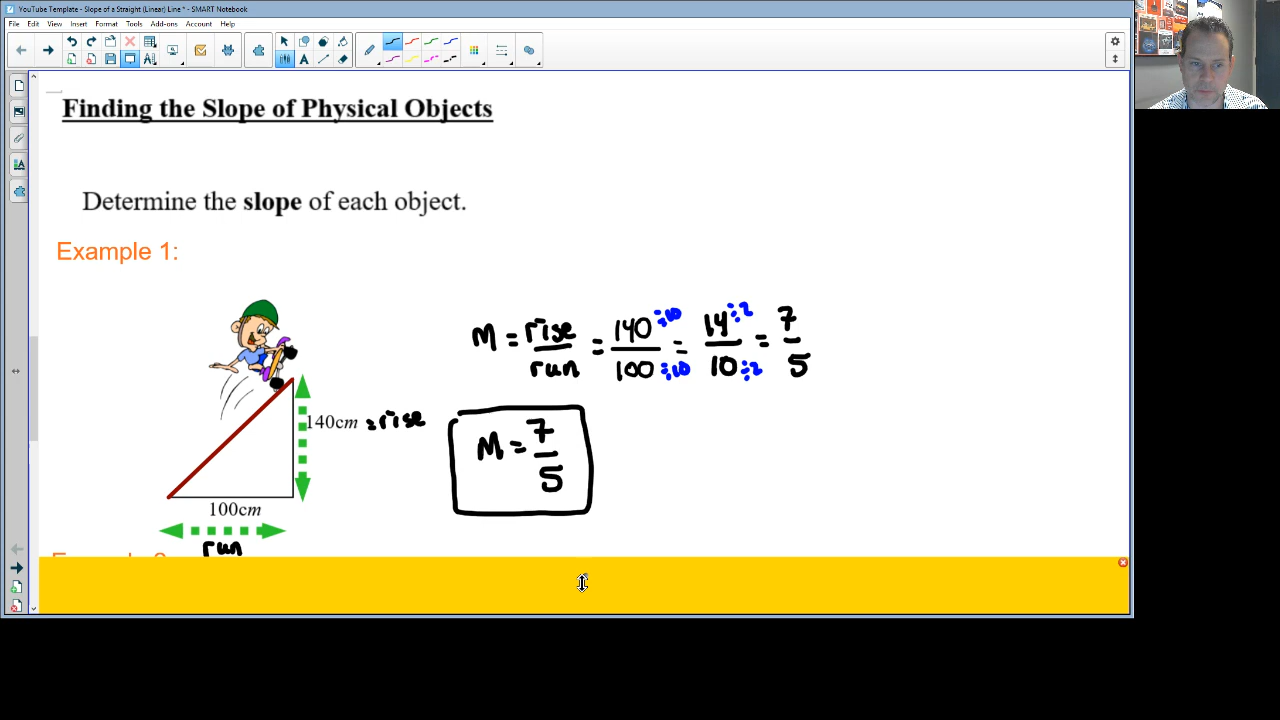 YouTube Template - Slope of a Straight (Linear) Line * - SMART Notebook
File Edit View Insert Format Tools Add-ons Account Help
Finding the Slope of Physical Objects
Determine the slope of each object.
Example 1:
M = rise/run = 140÷10/100÷10 = 14÷2/10÷2 = 7/5
140cm = rise
M = 7/5
100cm
run